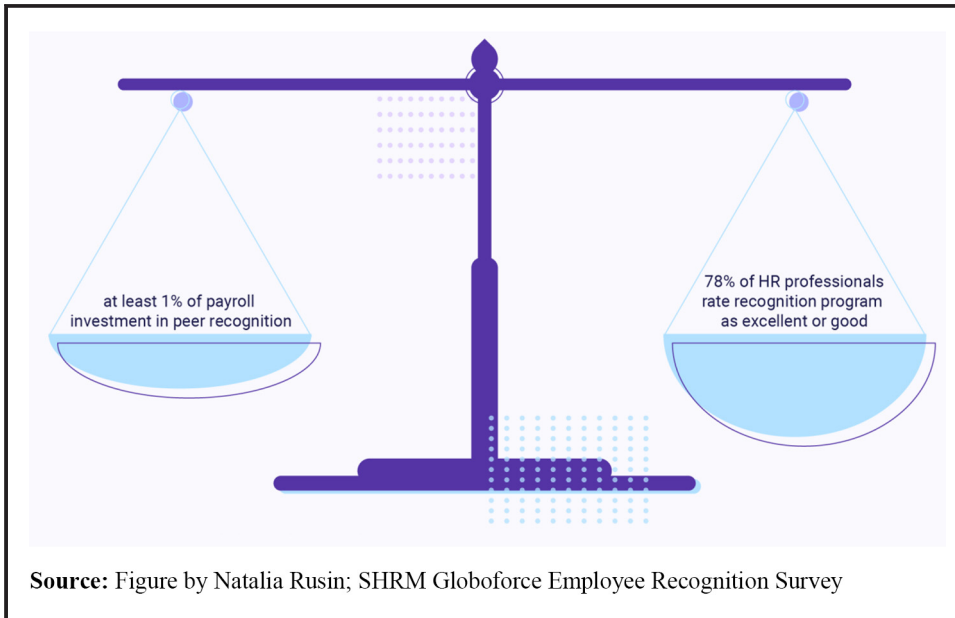 at least 1% of payroll
investment in peer recognition
78% of HR professionals
rate recognition program
as excellent or good
Source: Figure by Natalia Rusin; SHRM Globoforce Employee Recognition Survey